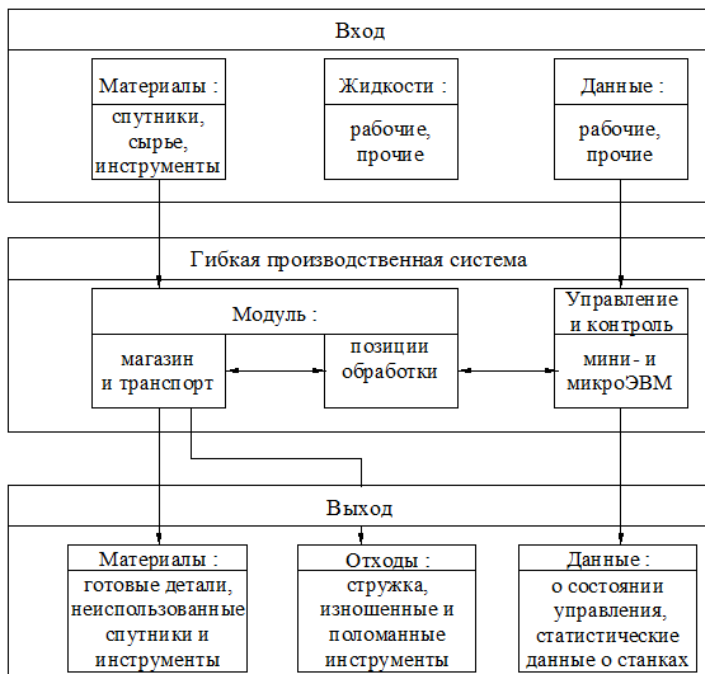 Вход
Материалы :
спутники,
сырье,
инструменты
Жидкости :
рабочие,
прочие
Данные :
рабочие,
прочие
Гибкая производственная система
Модуль :
магазин
и транспорт
позиции
обработки
Управление
и контроль
мини- и
микроЭВМ
Выход
Материалы :
готовые детали,
неиспользованные
спутники и
инструменты
Отходы :
стружка,
изношенные и
поломанные
инструменты
Данные :
о состоянии
управления,
статистические
данные о станках